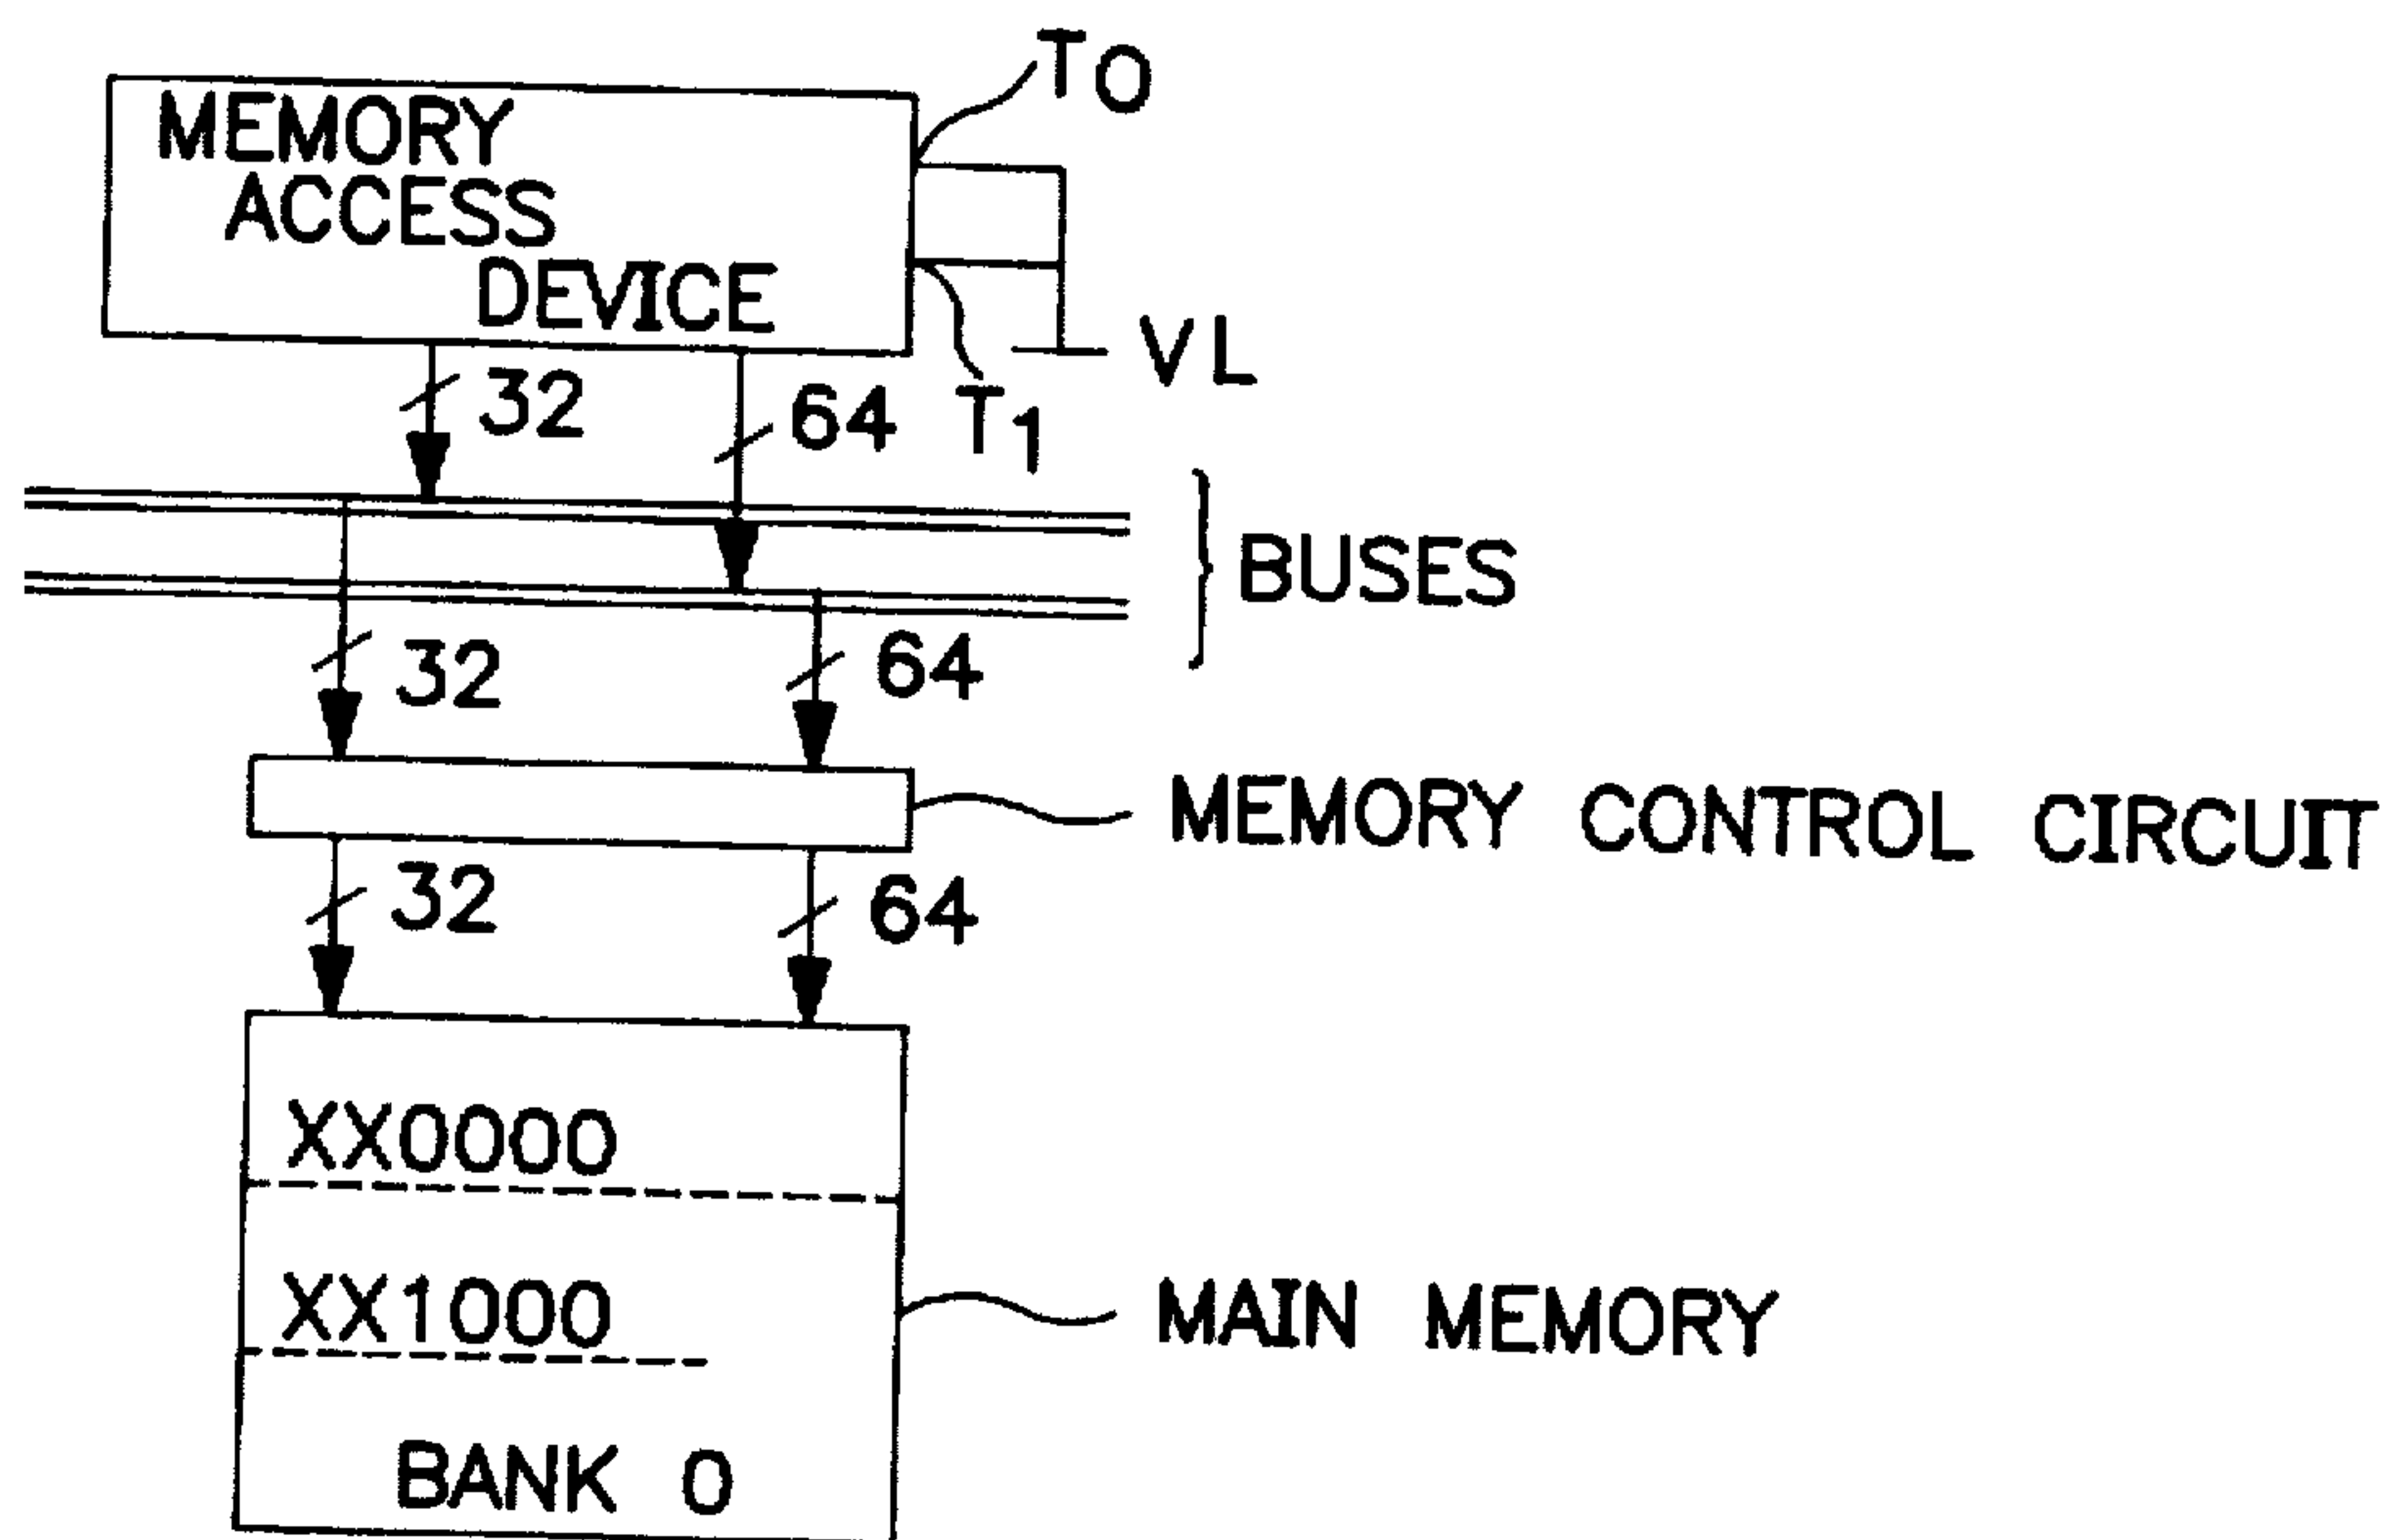 T0
MEMORY
ACCESS
DEVICE
VL
32
64
T1
BUSES
32
64
MEMORY CONTROL CIRCUIT
32
64
XX0000
XX1000
MAIN MEMORY
BANK 0